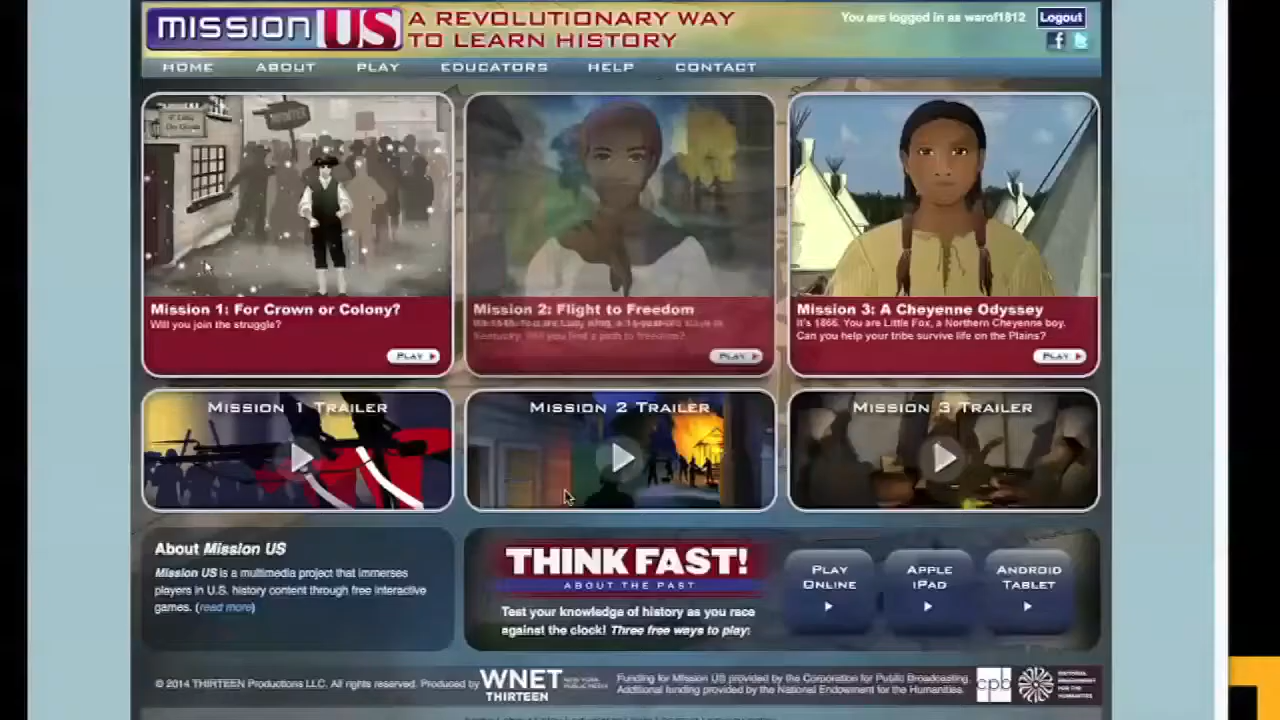 MISSION US
A REVOLUTIONARY WAY
TO LEARN HISTORY
You are logged in as warof1812
Logout
HOME ABOUT PLAY EDUCATORS HELP CONTACT
Mission 1: For Crown or Colony?
Will you join the struggle?
PLAY
Mission 2: Flight to Freedom
Kentucky. Will you find a path to freedom?
PLAY
Mission 3: A Cheyenne Odyssey
It's 1866. You are Little Fox, a Northern Cheyenne boy.
Can you help your tribe survive life on the Plains?
PLAY
MISSION 1 TRAILER
MISSION 2 TRAILER
MISSION 3 TRAILER
About Mission US
Mission US is a multimedia project that immerses
players in U.S. history content through free interactive
games. (read more)
THINK FAST!
ABOUT THE PAST
Test your knowledge of history as you race
against the clock! Three free ways to play:
PLAY
ONLINE
APPLE
iPAD
ANDROID
TABLET
© 2014 THIRTEEN Productions LLC. All rights reserved. Produced by
WNET
THIRTEEN
Funding for Mission US provided by the Corporation for Public Broadcasting.
Additional funding provided by the National Endowment for the Humanities.
cpb